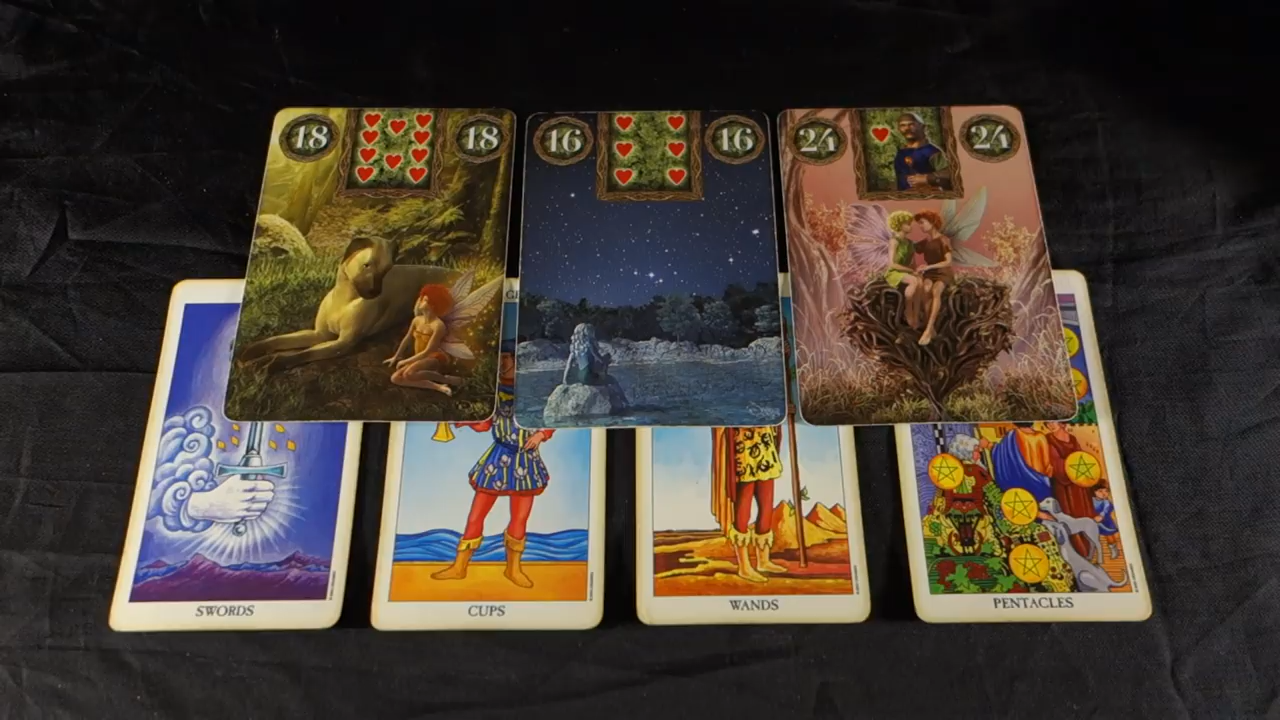 18 18
16 16
24 24
SWORDS
CUPS
WANDS
PENTACLES